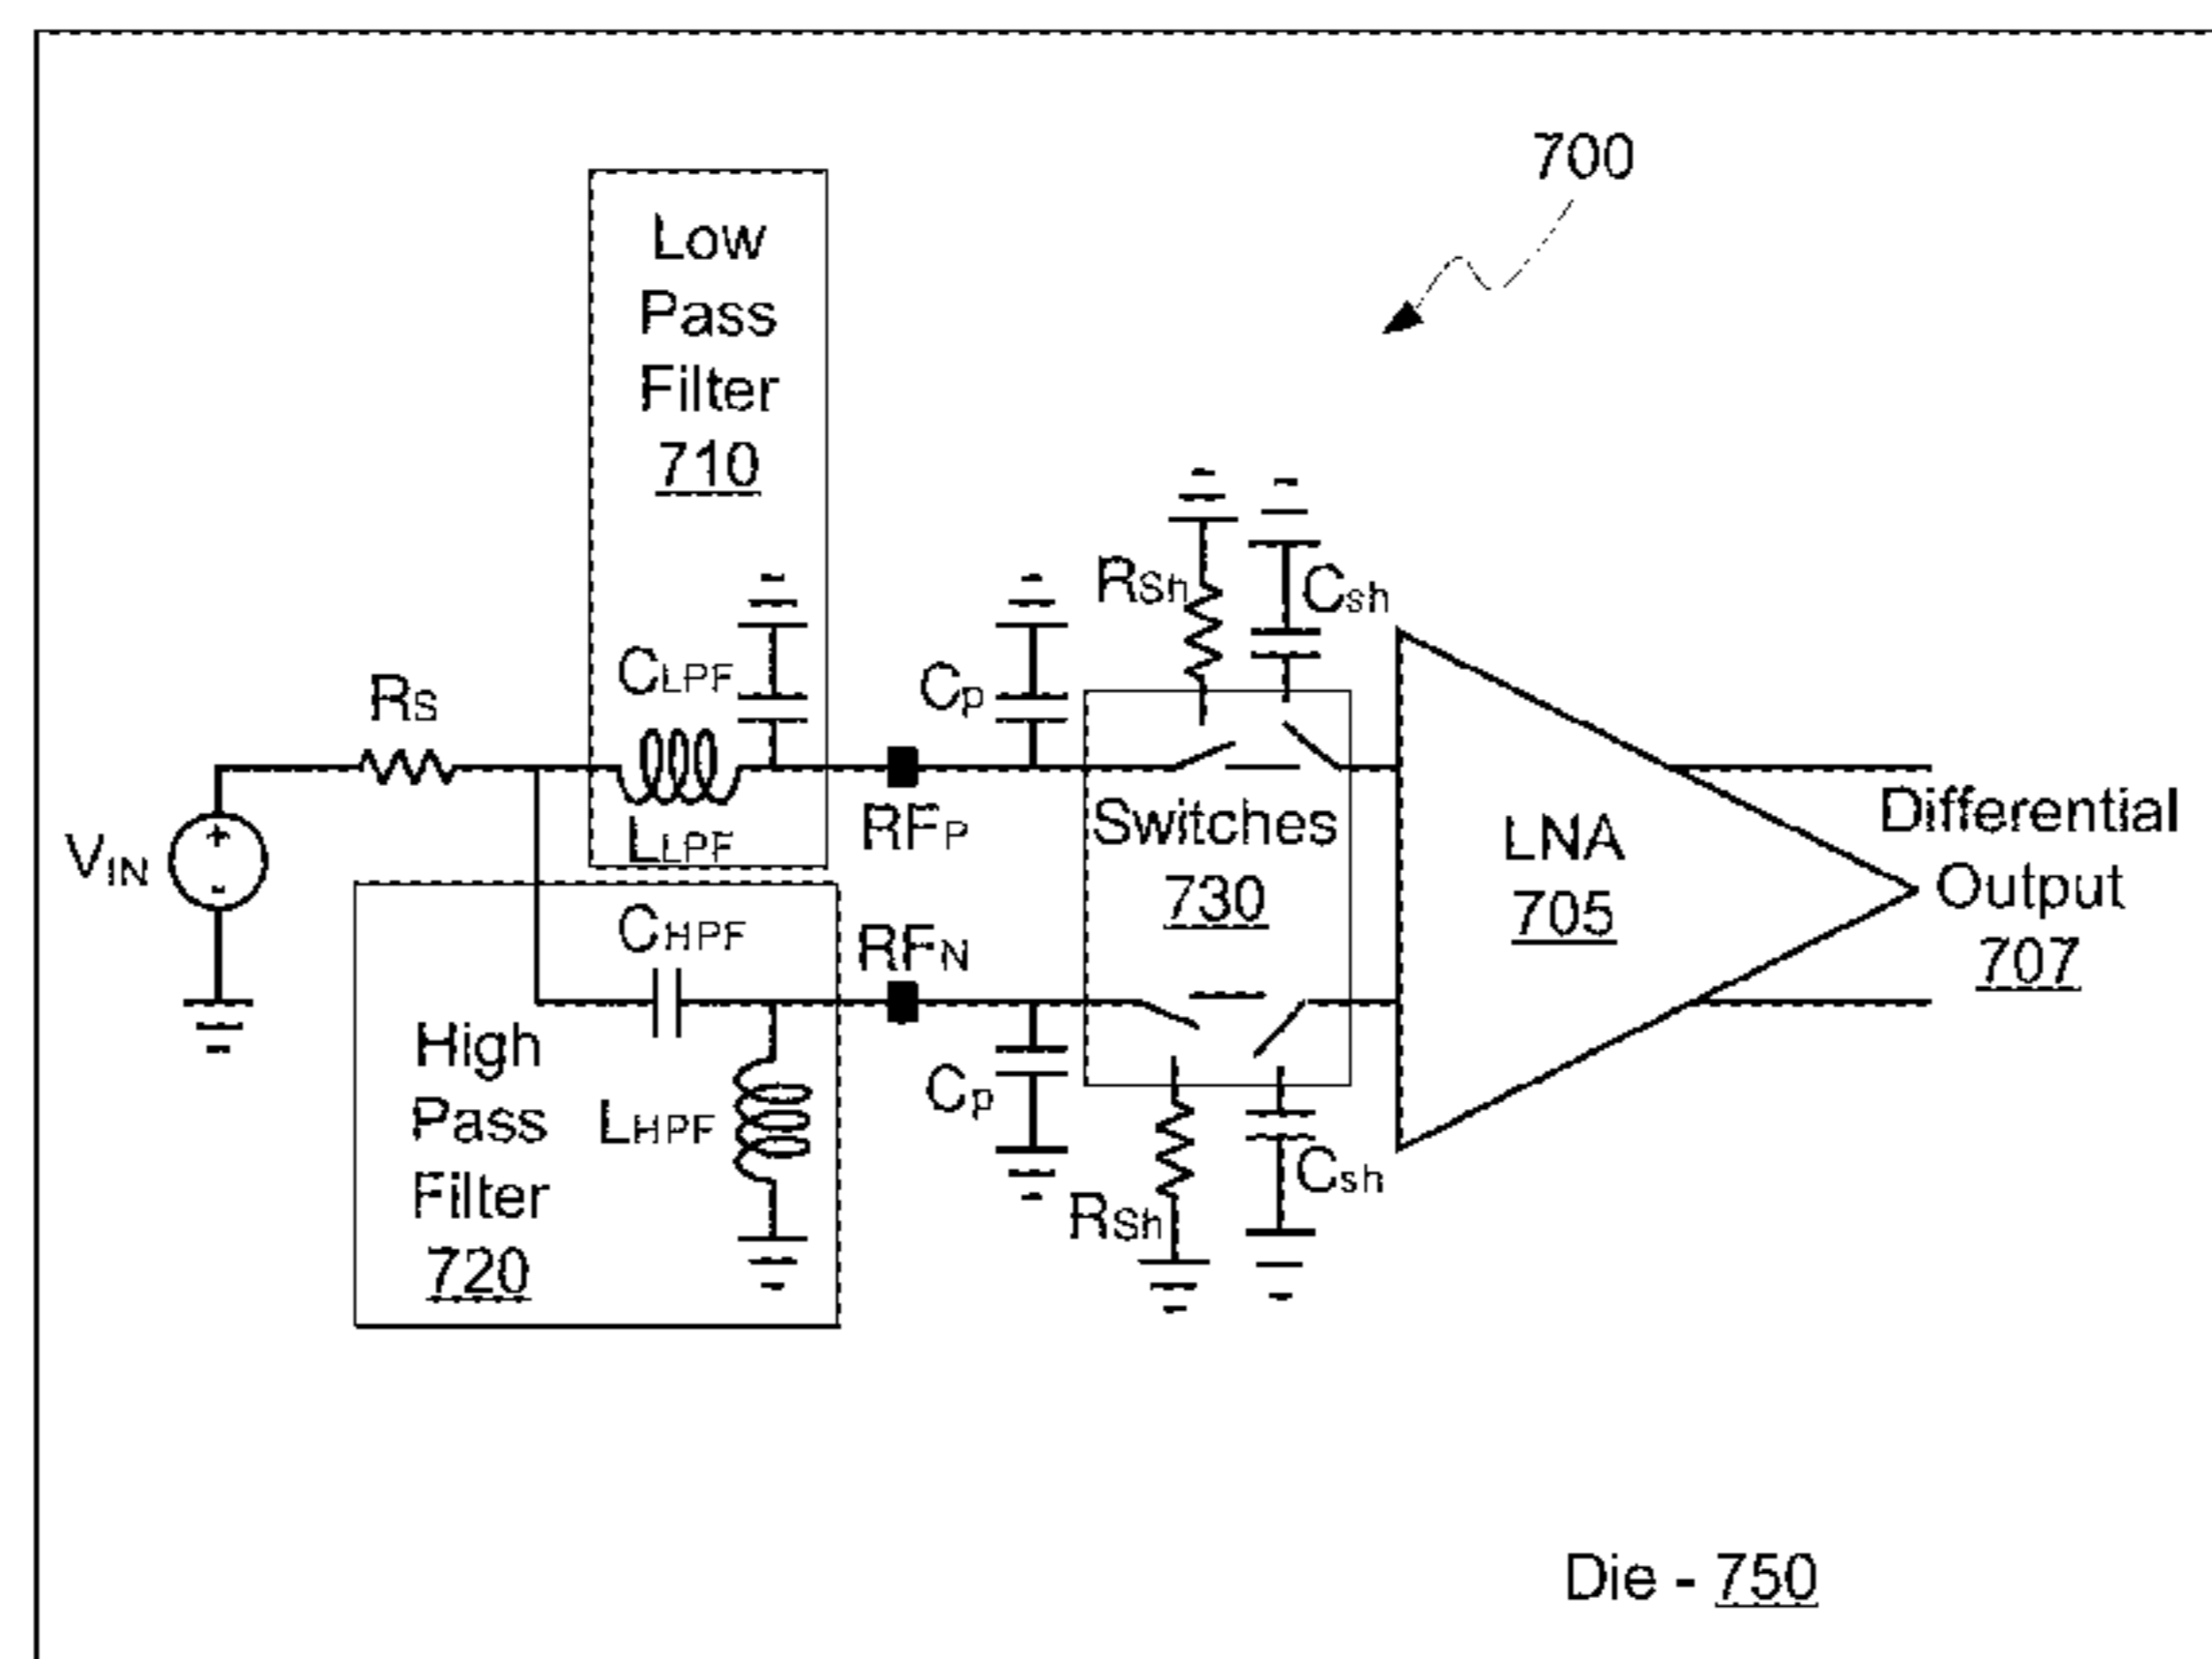 700
Low
Pass
Filter
710
RSh
Csh
CLPF
Cp
RS
LLPF
RFP
Switches
730
LNA
705
Differential
Output
707
VIN
+
-
CHPF
RFN
High
Pass
Filter
720
LHPF
Cp
RSh
Csh
Die - 750